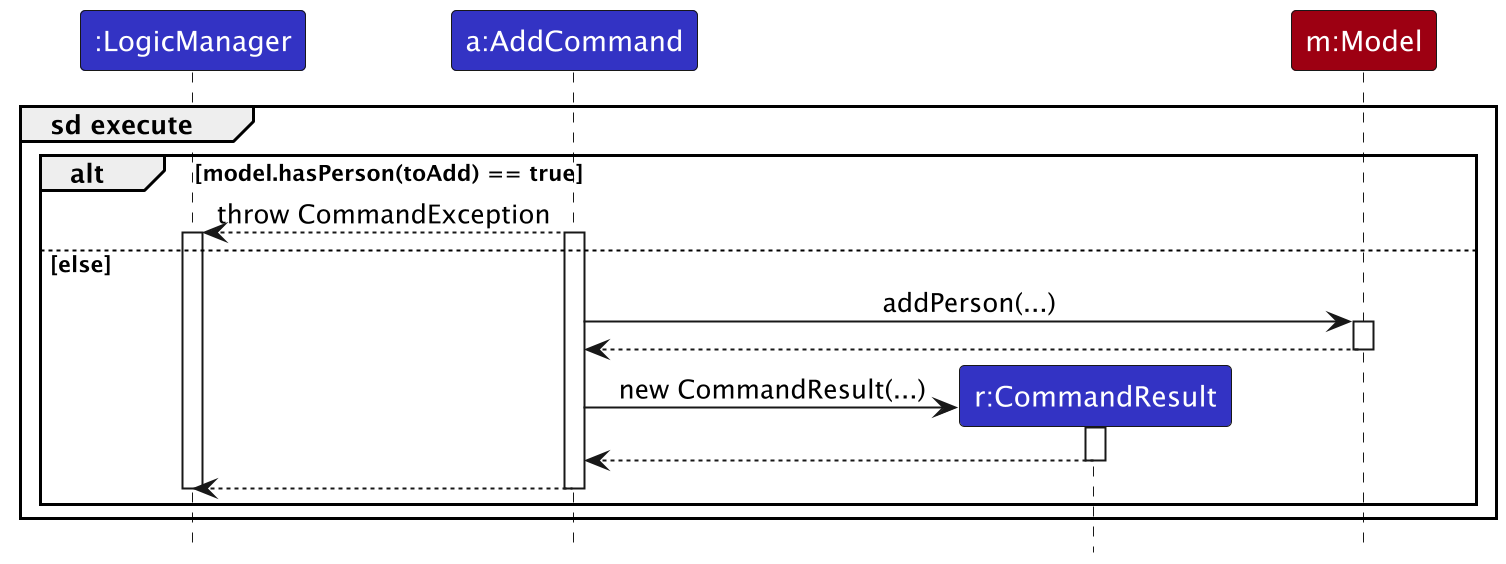 :LogicManager
a:AddCommand
m:Model
sd execute
alt
[model.hasPerson(toAdd) == true]
throw CommandException
[else]
addPerson(...)
new CommandResult(...)
r:CommandResult